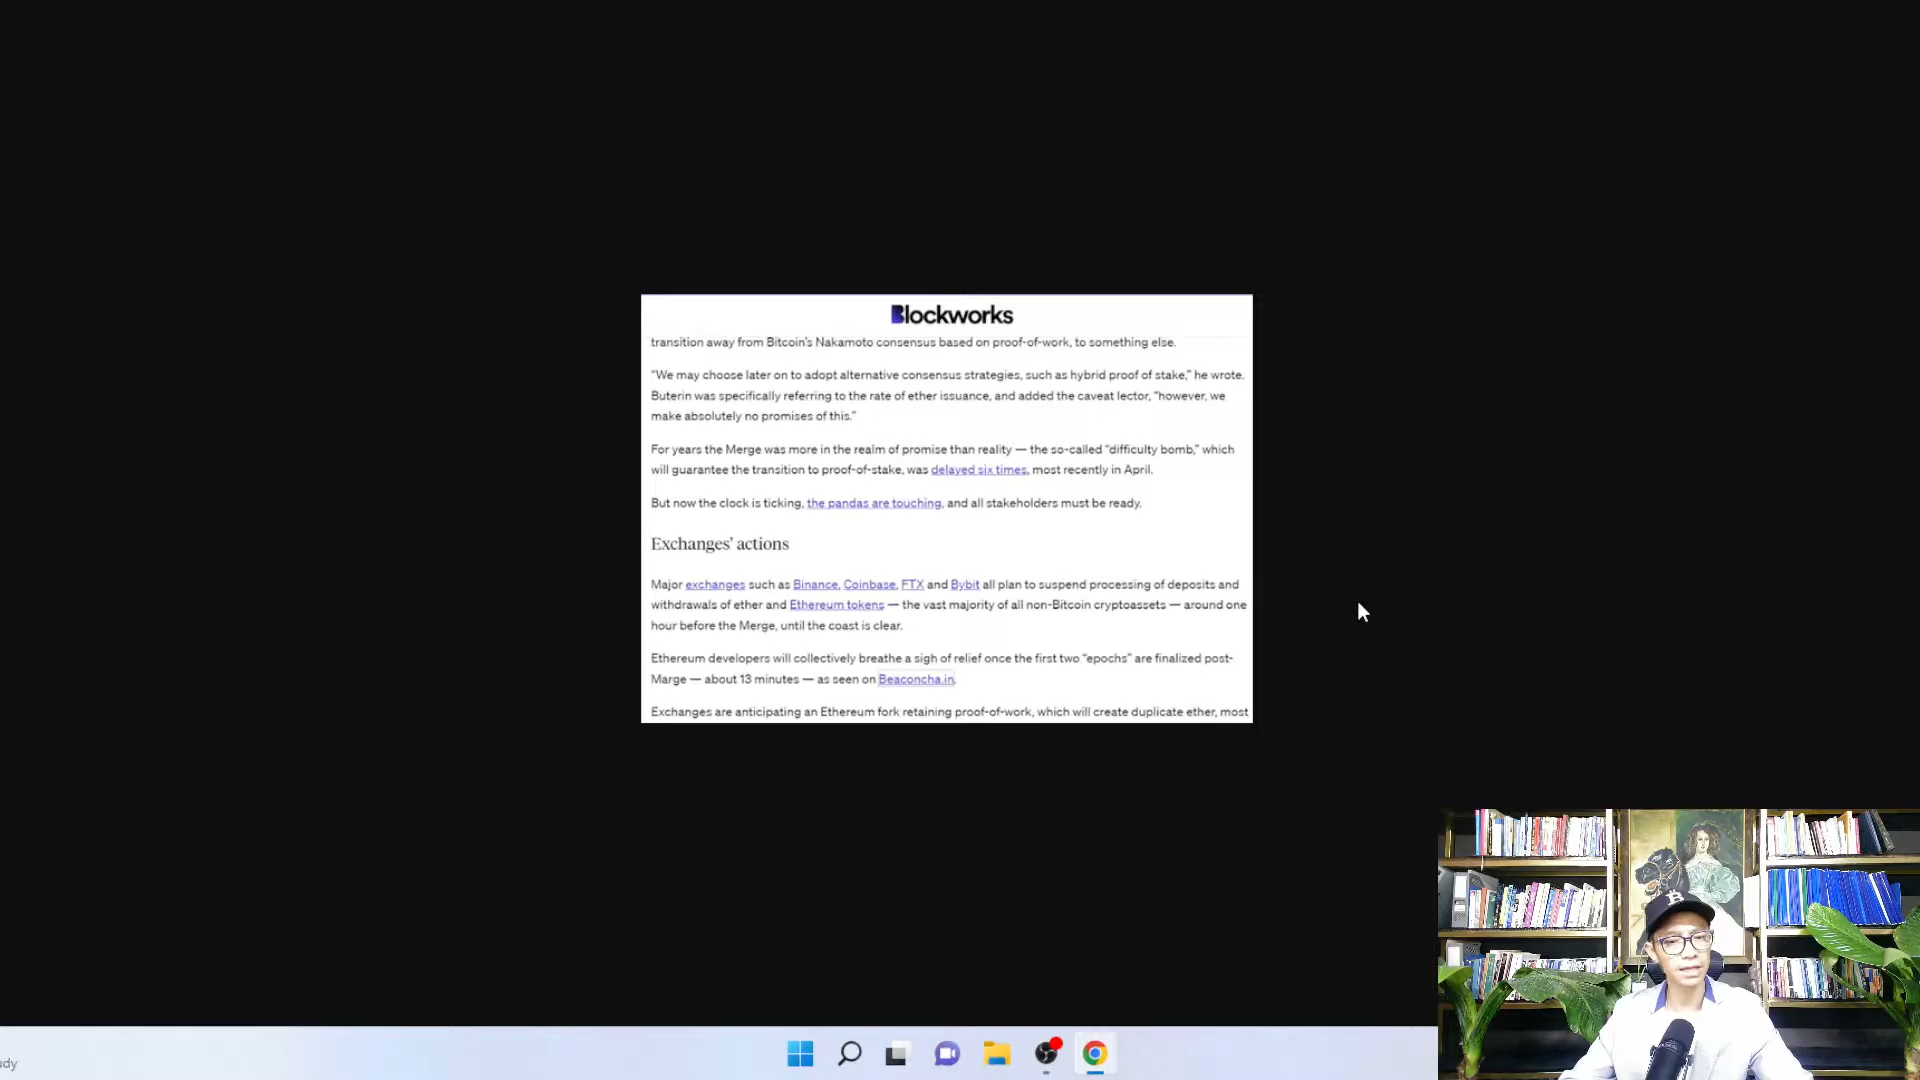 Blockworks
transition away from Bitcoin's Nakamoto consensus based on proof-of-work, to something else.
“We may choose later on to adopt alternative consensus strategies, such as hybrid proof of stake,” he wrote.
Buterin was specifically referring to the rate of ether issuance, and added the caveat lector, “however, we
make absolutely no promises of this.”
For years the Merge was more in the realm of promise than reality — the so-called “difficulty bomb,” which
will guarantee the transition to proof-of-stake, was delayed six times, most recently in April.
But now the clock is ticking, the pandas are touching, and all stakeholders must be ready.
Exchanges’ actions
Major exchanges such as Binance, Coinbase, FTX and Bybit all plan to suspend processing of deposits and
withdrawals of ether and Ethereum tokens — the vast majority of all non-Bitcoin cryptoassets — around one
hour before the Merge, until the coast is clear.
Ethereum developers will collectively breathe a sigh of relief once the first two “epochs” are finalized post-
Marge — about 13 minutes — as seen on Beaconcha.in.
Exchanges are anticipating an Ethereum fork retaining proof-of-work, which will create duplicate ether, most